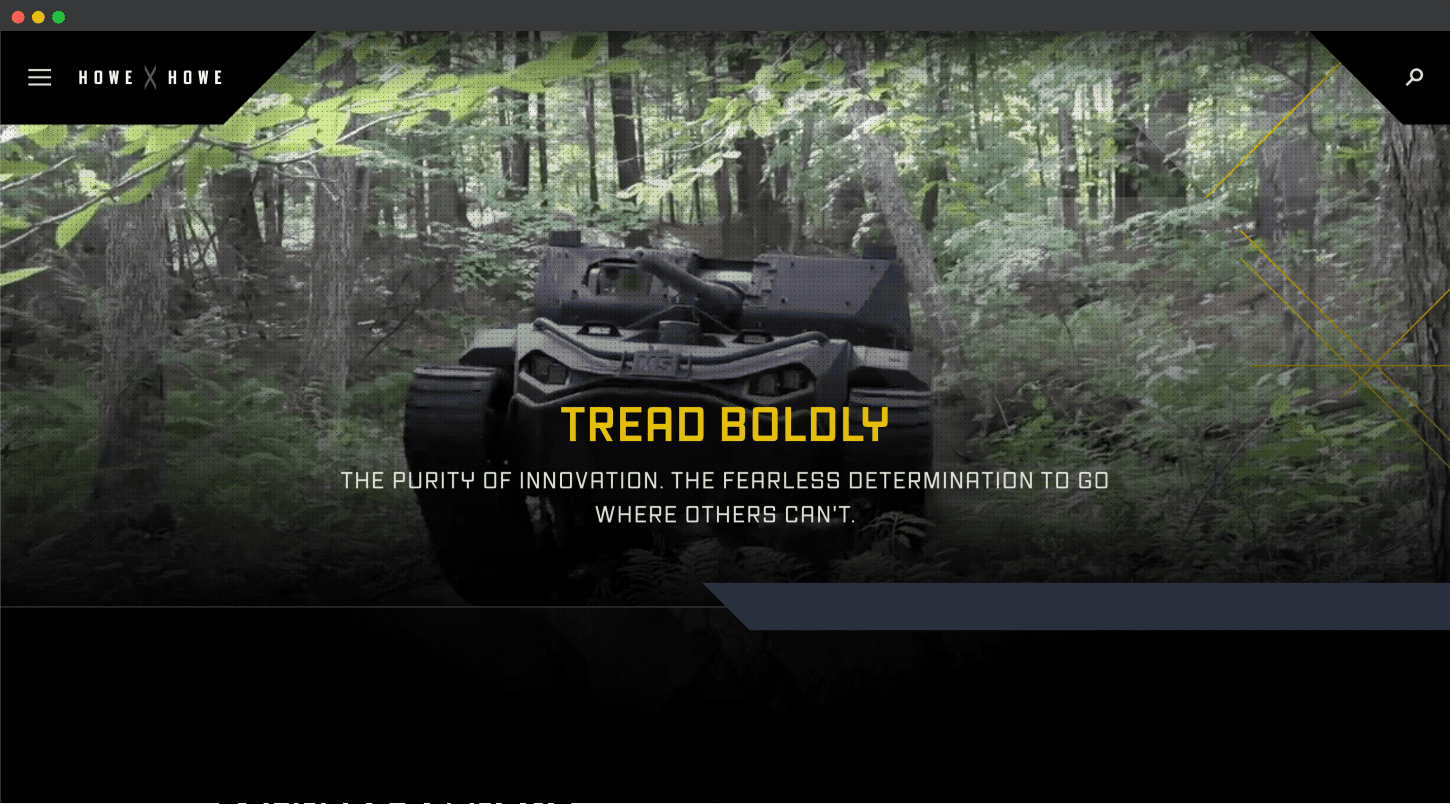 HOWE X HOWE
TREAD BOLDLY
THE PURITY OF INNOVATION. THE FEARLESS DETERMINATION TO GO
WHERE OTHERS CAN'T.